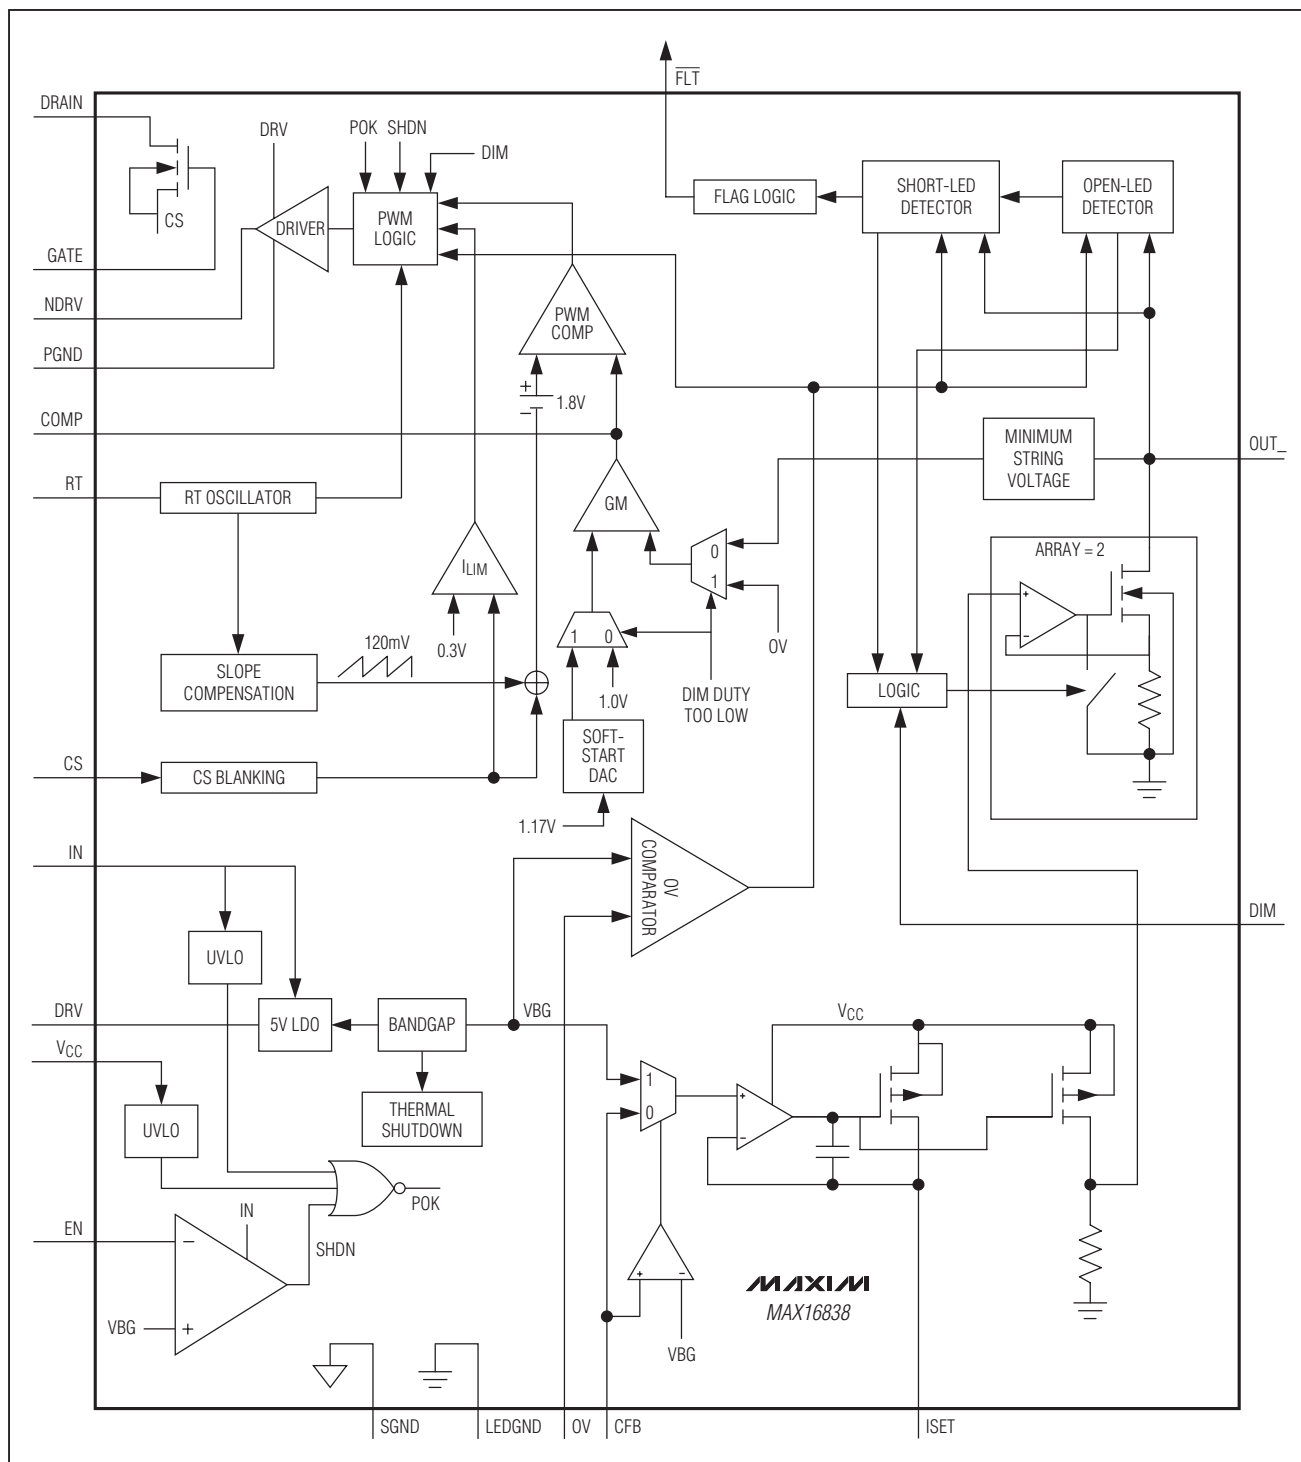 FLT
DRAIN
DRV
POK
SHDN
DIM
CS
DRIVER
PWM
LOGIC
FLAG LOGIC
SHORT-LED
DETECTOR
OPEN-LED
DETECTOR
GATE
NDRV
PGND
PWM
COMP
+
−
1.8V
COMP
MINIMUM
STRING
VOLTAGE
OUT_
RT
RT OSCILLATOR
GM
ILIM
0
1
ARRAY = 2
+
−
0.3V
1
0
OV
SLOPE
COMPENSATION
120mV
1.0V
DIM DUTY
TOO LOW
LOGIC
SOFT-
START
DAC
CS
CS BLANKING
1.17V
IN
OV
COMPARATOR
DIM
UVLO
DRV
5V LDO
BANDGAP
VBG
VCC
VCC
THERMAL
SHUTDOWN
UVLO
1
0
+
−
POK
IN
EN
−
SHDN
VBG
+
+
−
MAXIM
MAX16838
VBG
SGND
LEDGND
OV
CFB
ISET